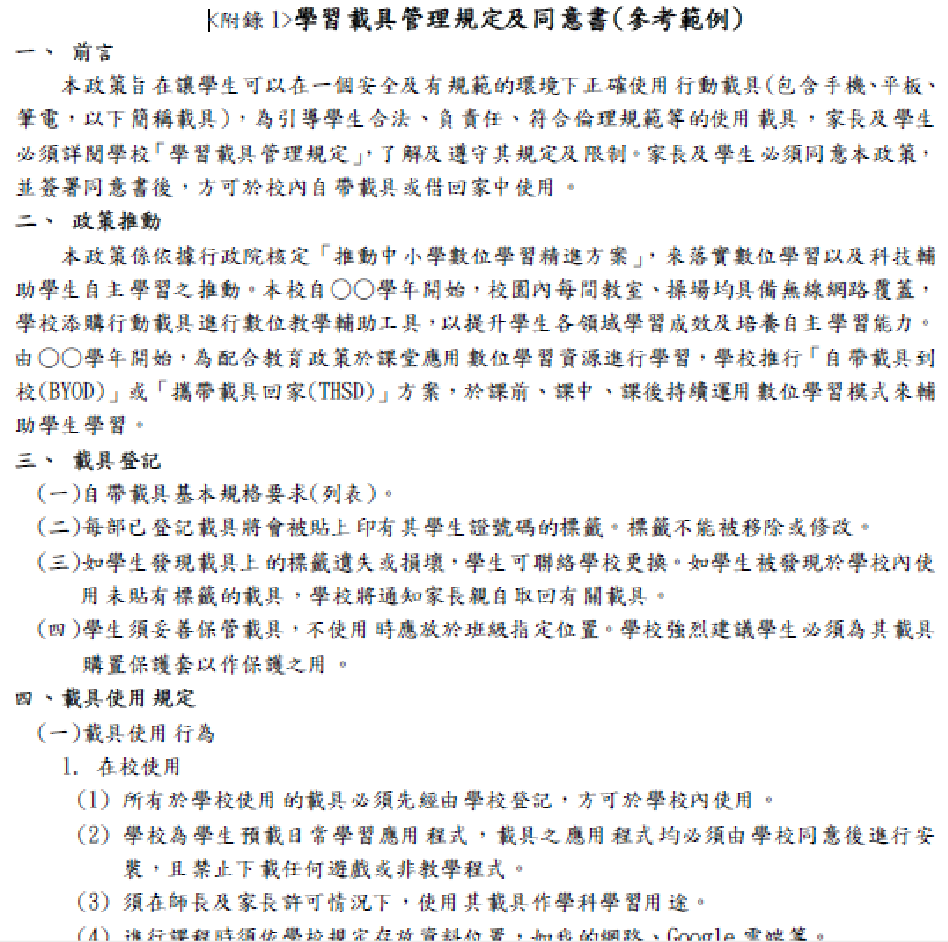 <附錄 1>學習載具管理規定及同意書(參考範例)
一、 前言
本政策旨在讓學生可以在一個安全及有規範的環境下正確使用行動載具(包含手機、平板、
筆電，以下簡稱載具)，為引導學生合法、負責任、符合倫理規範等的使用載具，家長及學生
必須詳閱學校「學習載具管理規定」，了解及遵守其規定及限制。家長及學生必須同意本政策，
並簽署同意書後，方可於校內自帶載具或借回家中使用。
二、 政策推動
本政策係依據行政院核定「推動中小學數位學習精進方案」，來落實數位學習以及科技輔
助學生自主學習之推動。本校自○○學年開始，校園內每間教室、操場均具備無線網路覆蓋，
學校添購行動載具進行數位教學輔助工具，以提升學生各領域學習成效及培養自主學習能力。
由○○學年開始，為配合教育政策於課堂應用數位學習資源進行學習，學校推行「自帶載具到
校(BYOD)」或「攜帶載具回家(THSD)」方案，於課前、課中、課後持續運用數位學習模式來輔
助學生學習。
三、 載具登記
(一)自帶載具基本規格要求(列表)。
(二)每部已登記載具將會被貼上印有其學生證號碼的標籤。標籤不能被移除或修改。
(三)如學生發現載具上的標籤遺失或損壞，學生可聯絡學校更換。如學生被發現於學校內使
用未貼有標籤的載具，學校將通知家長親自取回有關載具。
(四)學生須妥善保管載具，不使用時應放於班級指定位置。學校強烈建議學生必須為其載具
購置保護套以作保護之用。
四、載具使用規定
(一)載具使用行為
1. 在校使用
(1) 所有於學校使用的載具必須先經由學校登記，方可於學校內使用。
(2) 學校為學生預載日常學習應用程式，載具之應用程式均必須由學校同意後進行安
裝，且禁止下載任何遊戲或非教學程式。
(3) 須在師長及家長許可情況下，使用其載具作學科學習用途。
(4) 進行課程時須依學校規定存放資料位置，如我的網路、Google 雲端等。